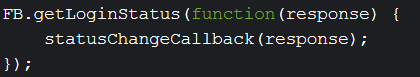 FB.getLoginStatus(function(response) {
    statusChangeCallback(response);
});